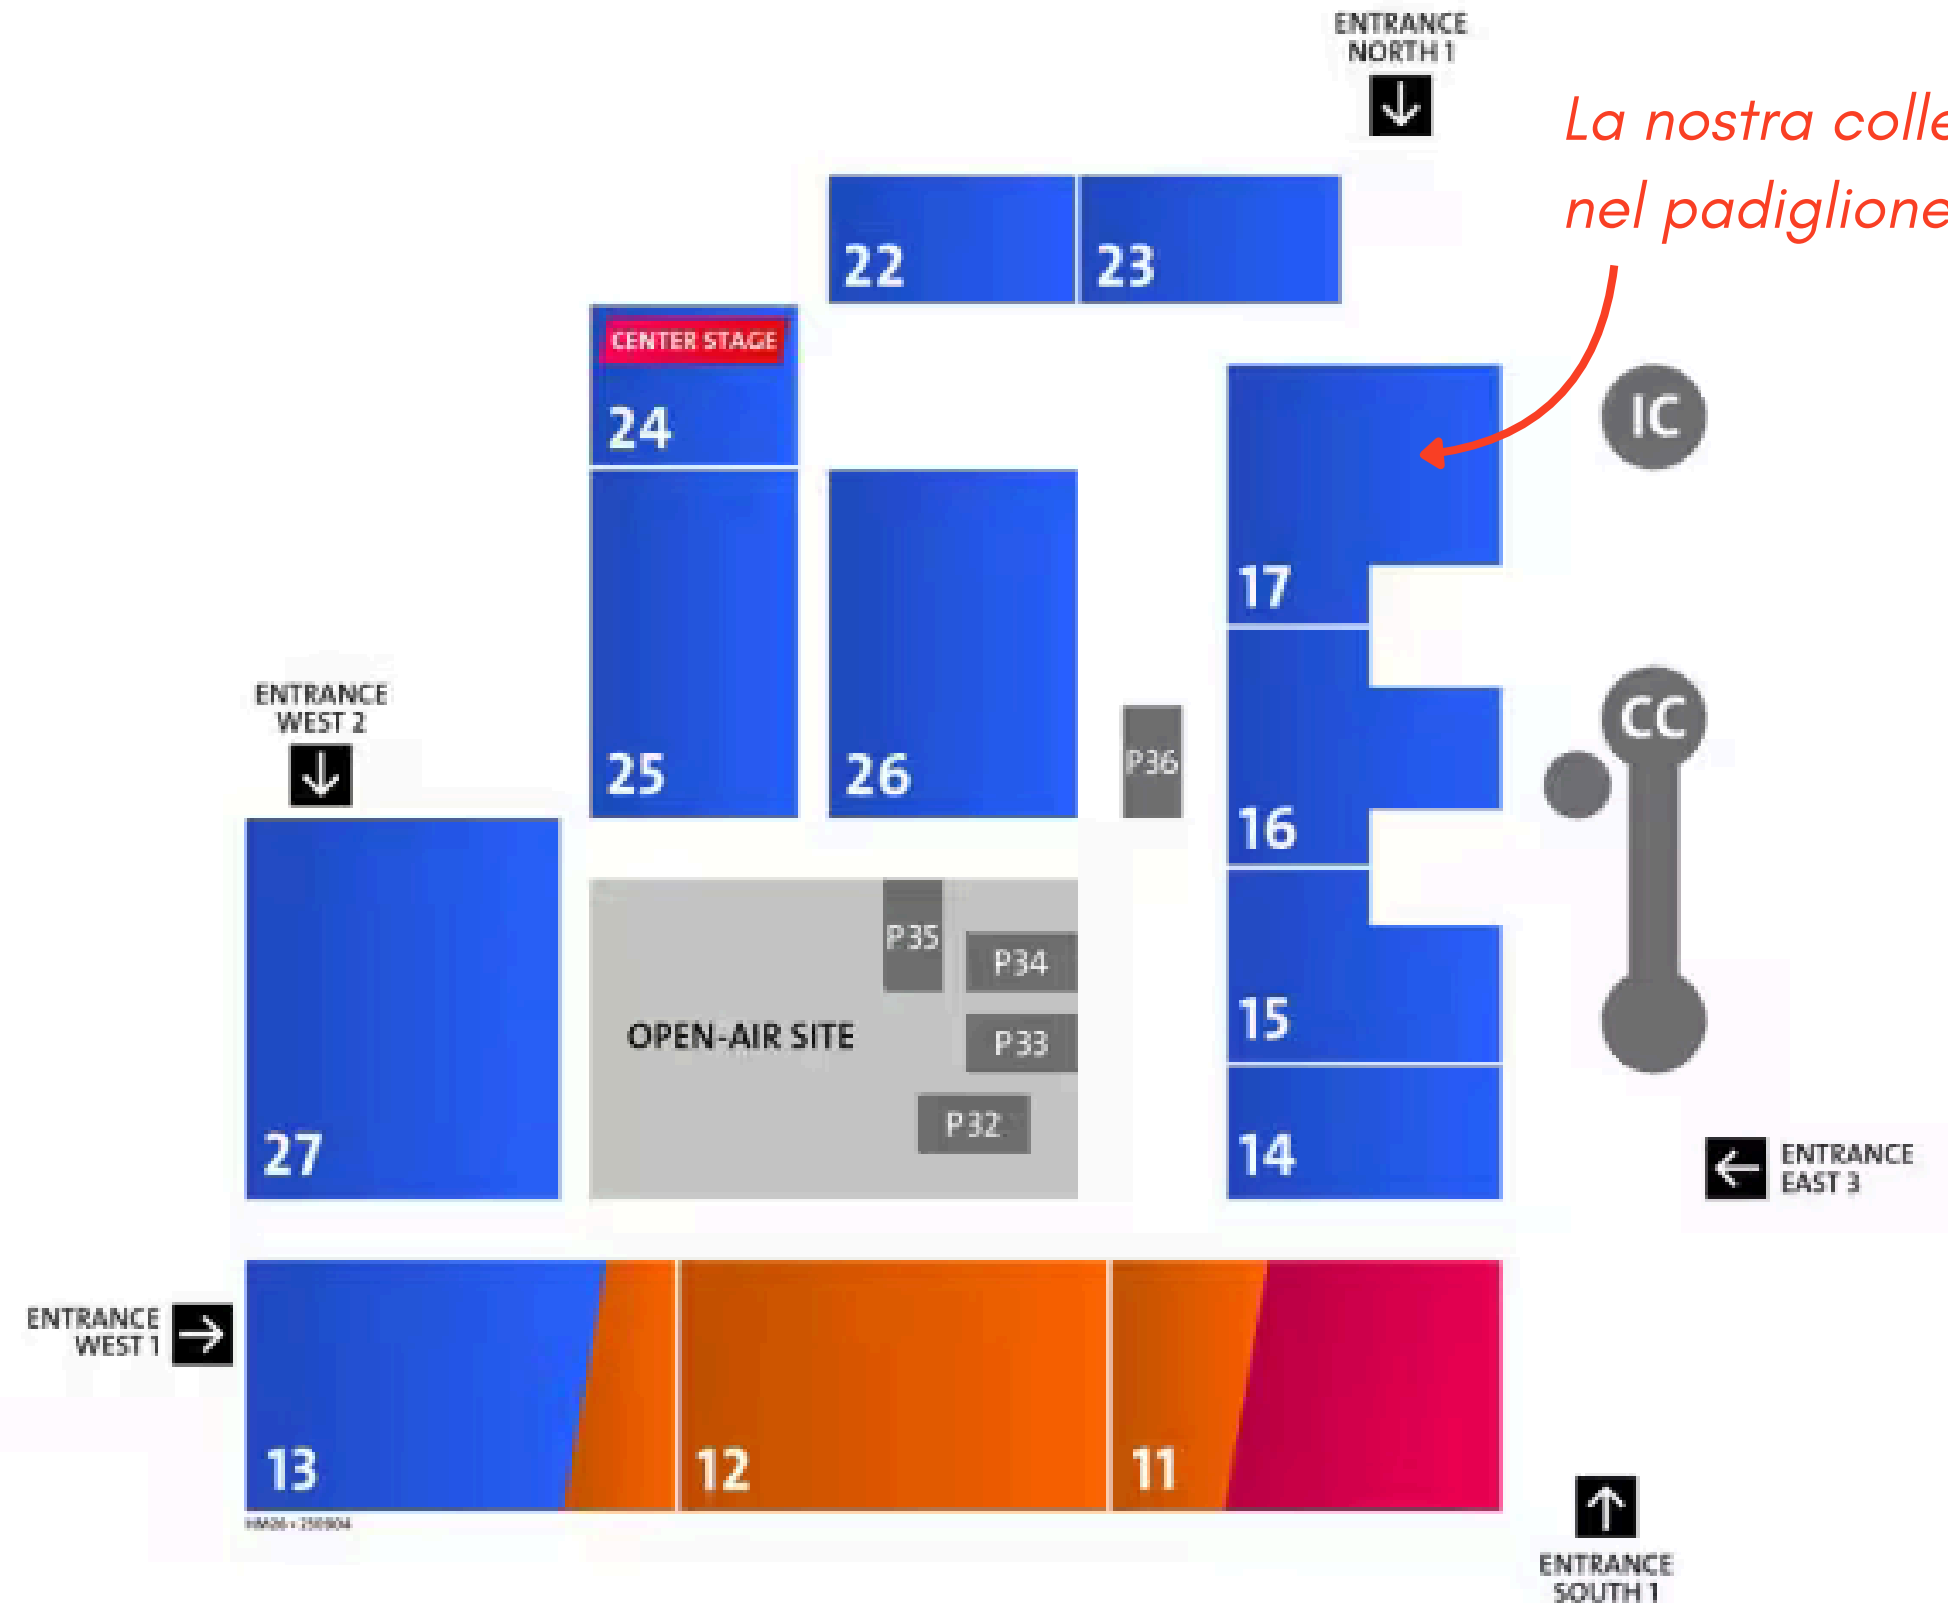 ENTRANCE
NORTH 1
La nostra colle
nel padiglione
22
23
CENTER STAGE
24
IC
17
25
26
P36
CC
ENTRANCE
WEST 2
16
P35
P34
OPEN-AIR SITE
P33
15
P32
27
14
ENTRANCE
EAST 3
ENTRANCE
WEST 1
13
12
11
ENTRANCE
SOUTH 1